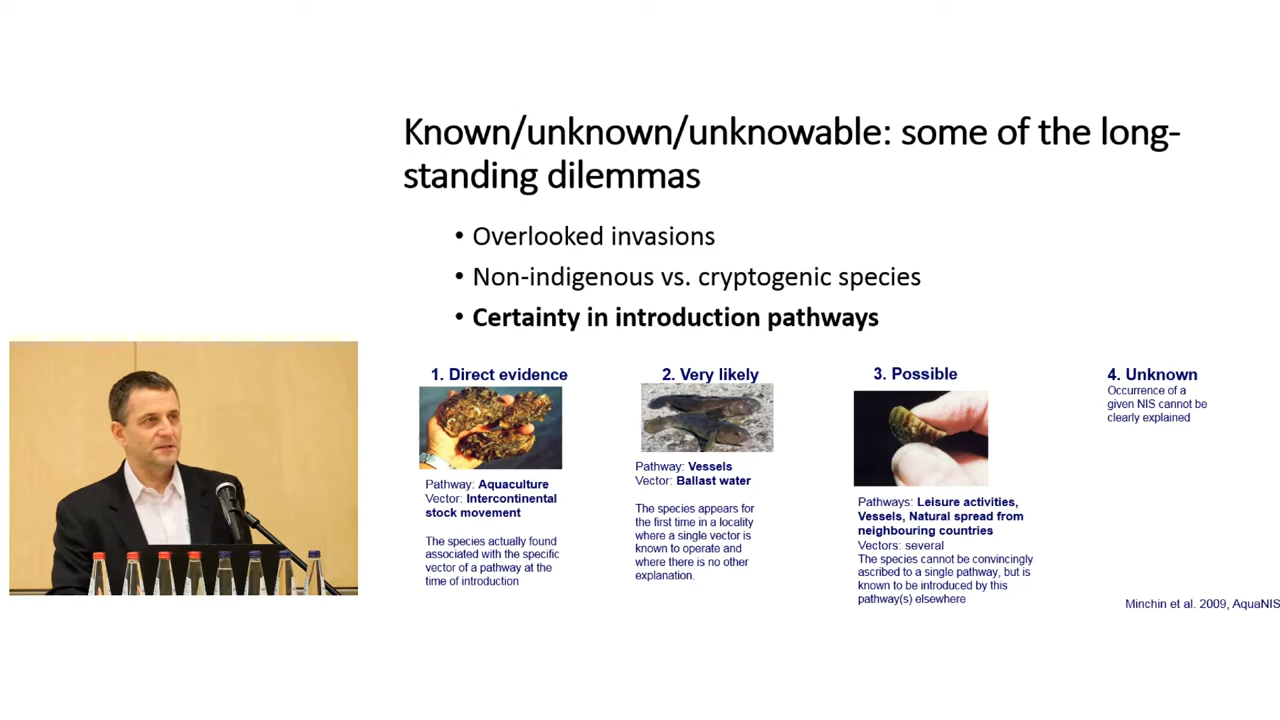 Known/unknown/unknowable: some of the long-
standing dilemmas
• Overlooked invasions
• Non-indigenous vs. cryptogenic species
• Certainty in introduction pathways
1. Direct evidence
Pathway: Aquaculture
Vector: Intercontinental
stock movement
The species actually found
associated with the specific
vector of a pathway at the
time of introduction
2. Very likely
Pathway: Vessels
Vector: Ballast water
The species appears for
the first time in a locality
where a single vector is
known to operate and
where there is no other
explanation.
3. Possible
Pathways: Leisure activities,
Vessels, Natural spread from
neighbouring countries
Vectors: several
The species cannot be convincingly
ascribed to a single pathway, but is
known to be introduced by this
pathway(s) elsewhere
4. Unknown
Occurrence of a
given NIS cannot be
clearly explained
Minchin et al. 2009, AquaNIS